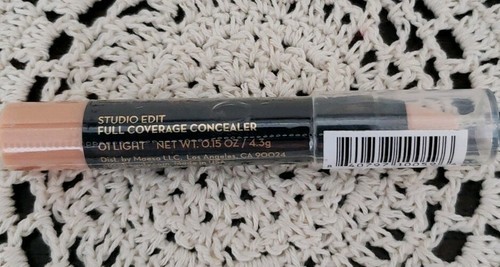 STUDIO EDIT
FULL COVERAGE CONCEALER
01 LIGHT NET WT. 0.15 OZ / 4.3g
Dist. by Maesa LLC, Los Angeles, CA 90024